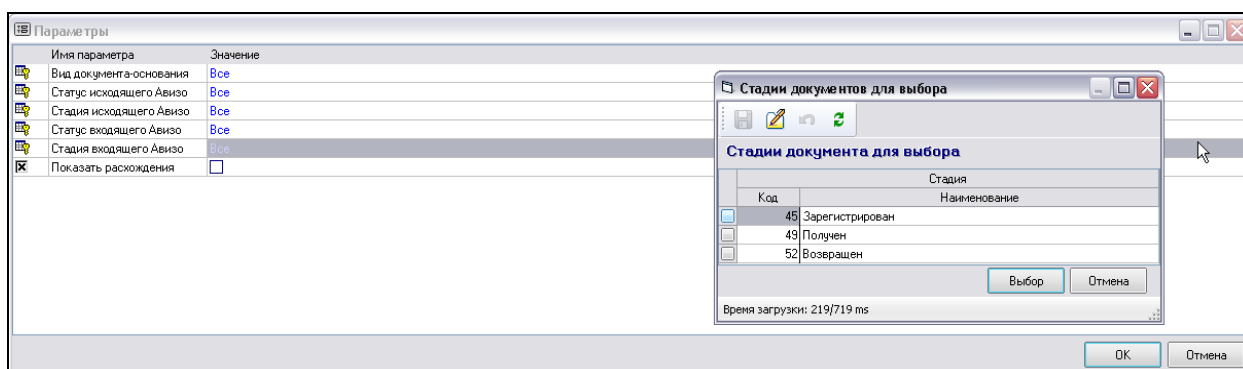 Параметры
Имя параметра Значение
Вид документа-основания Все
Статус исходящего Авизо Все
Стадия исходящего Авизо Все
Статус входящего Авизо Все
Стадия входящего Авизо Все
Показать расхождения
Стадии документов для выбора
Стадии документа для выбора
Стадия
Код Наименование
45 Зарегистрирован
49 Получен
52 Возвращен
Выбор Отмена
Время загрузки: 219/719 ms
OK Отмена